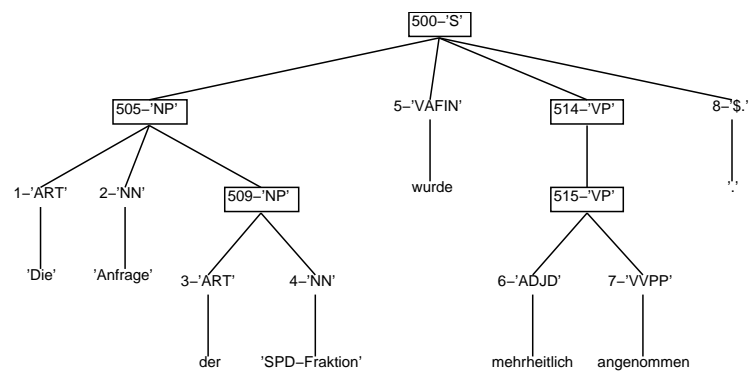 500–'S'
505–'NP' 5–'VAFIN' 514–'VP' 8–'$.'
1–'ART' 2–'NN' 509–'NP' wurde 515–'VP' '.'
'Die' 'Anfrage' 3–'ART' 4–'NN' 6–'ADJD' 7–'VVPP'
der 'SPD–Fraktion' mehrheitlich angenommen